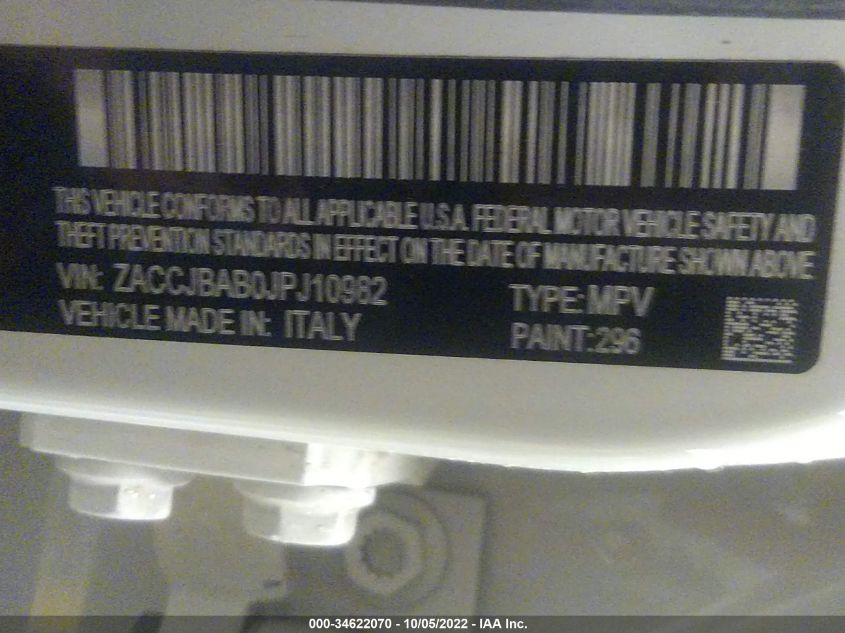 THIS VEHICLE CONFORMS TO ALL APPLICABLE U.S.A. FEDERAL MOTOR VEHICLE SAFETY AND
THEFT PREVENTION STANDARDS IN EFFECT ON THE DATE OF MANUFACTURE SHOWN ABOVE
VIN: ZACCJBAB0JPJ10982 TYPE: MPV
VEHICLE MADE IN: ITALY PAINT:296
000-34622070 - 10/05/2022 - IAA Inc.